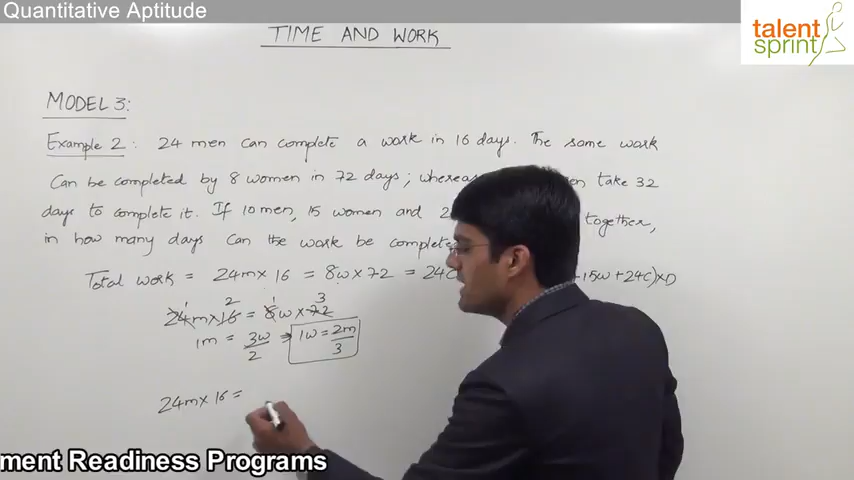 Quantitative Aptitude
talent
sprint
TIME AND WORK
MODEL 3:
Example 2 : 24 men can complete a work in 16 days. The same work
Can be completed by 8 women in 72 days; whereas take 32
days to complete it. If 10 men, 15 women and 2 together,
in how many days can the work be complete
Total work = 24m x 16 = 8w x 72 = 24C +15w + 24C) x D
24m x 16 = 8w x 72
1 2 1 3
1m = 3w/2 ⇒ 1w = 2m/3
24m x 16 =
ment Readiness Programs